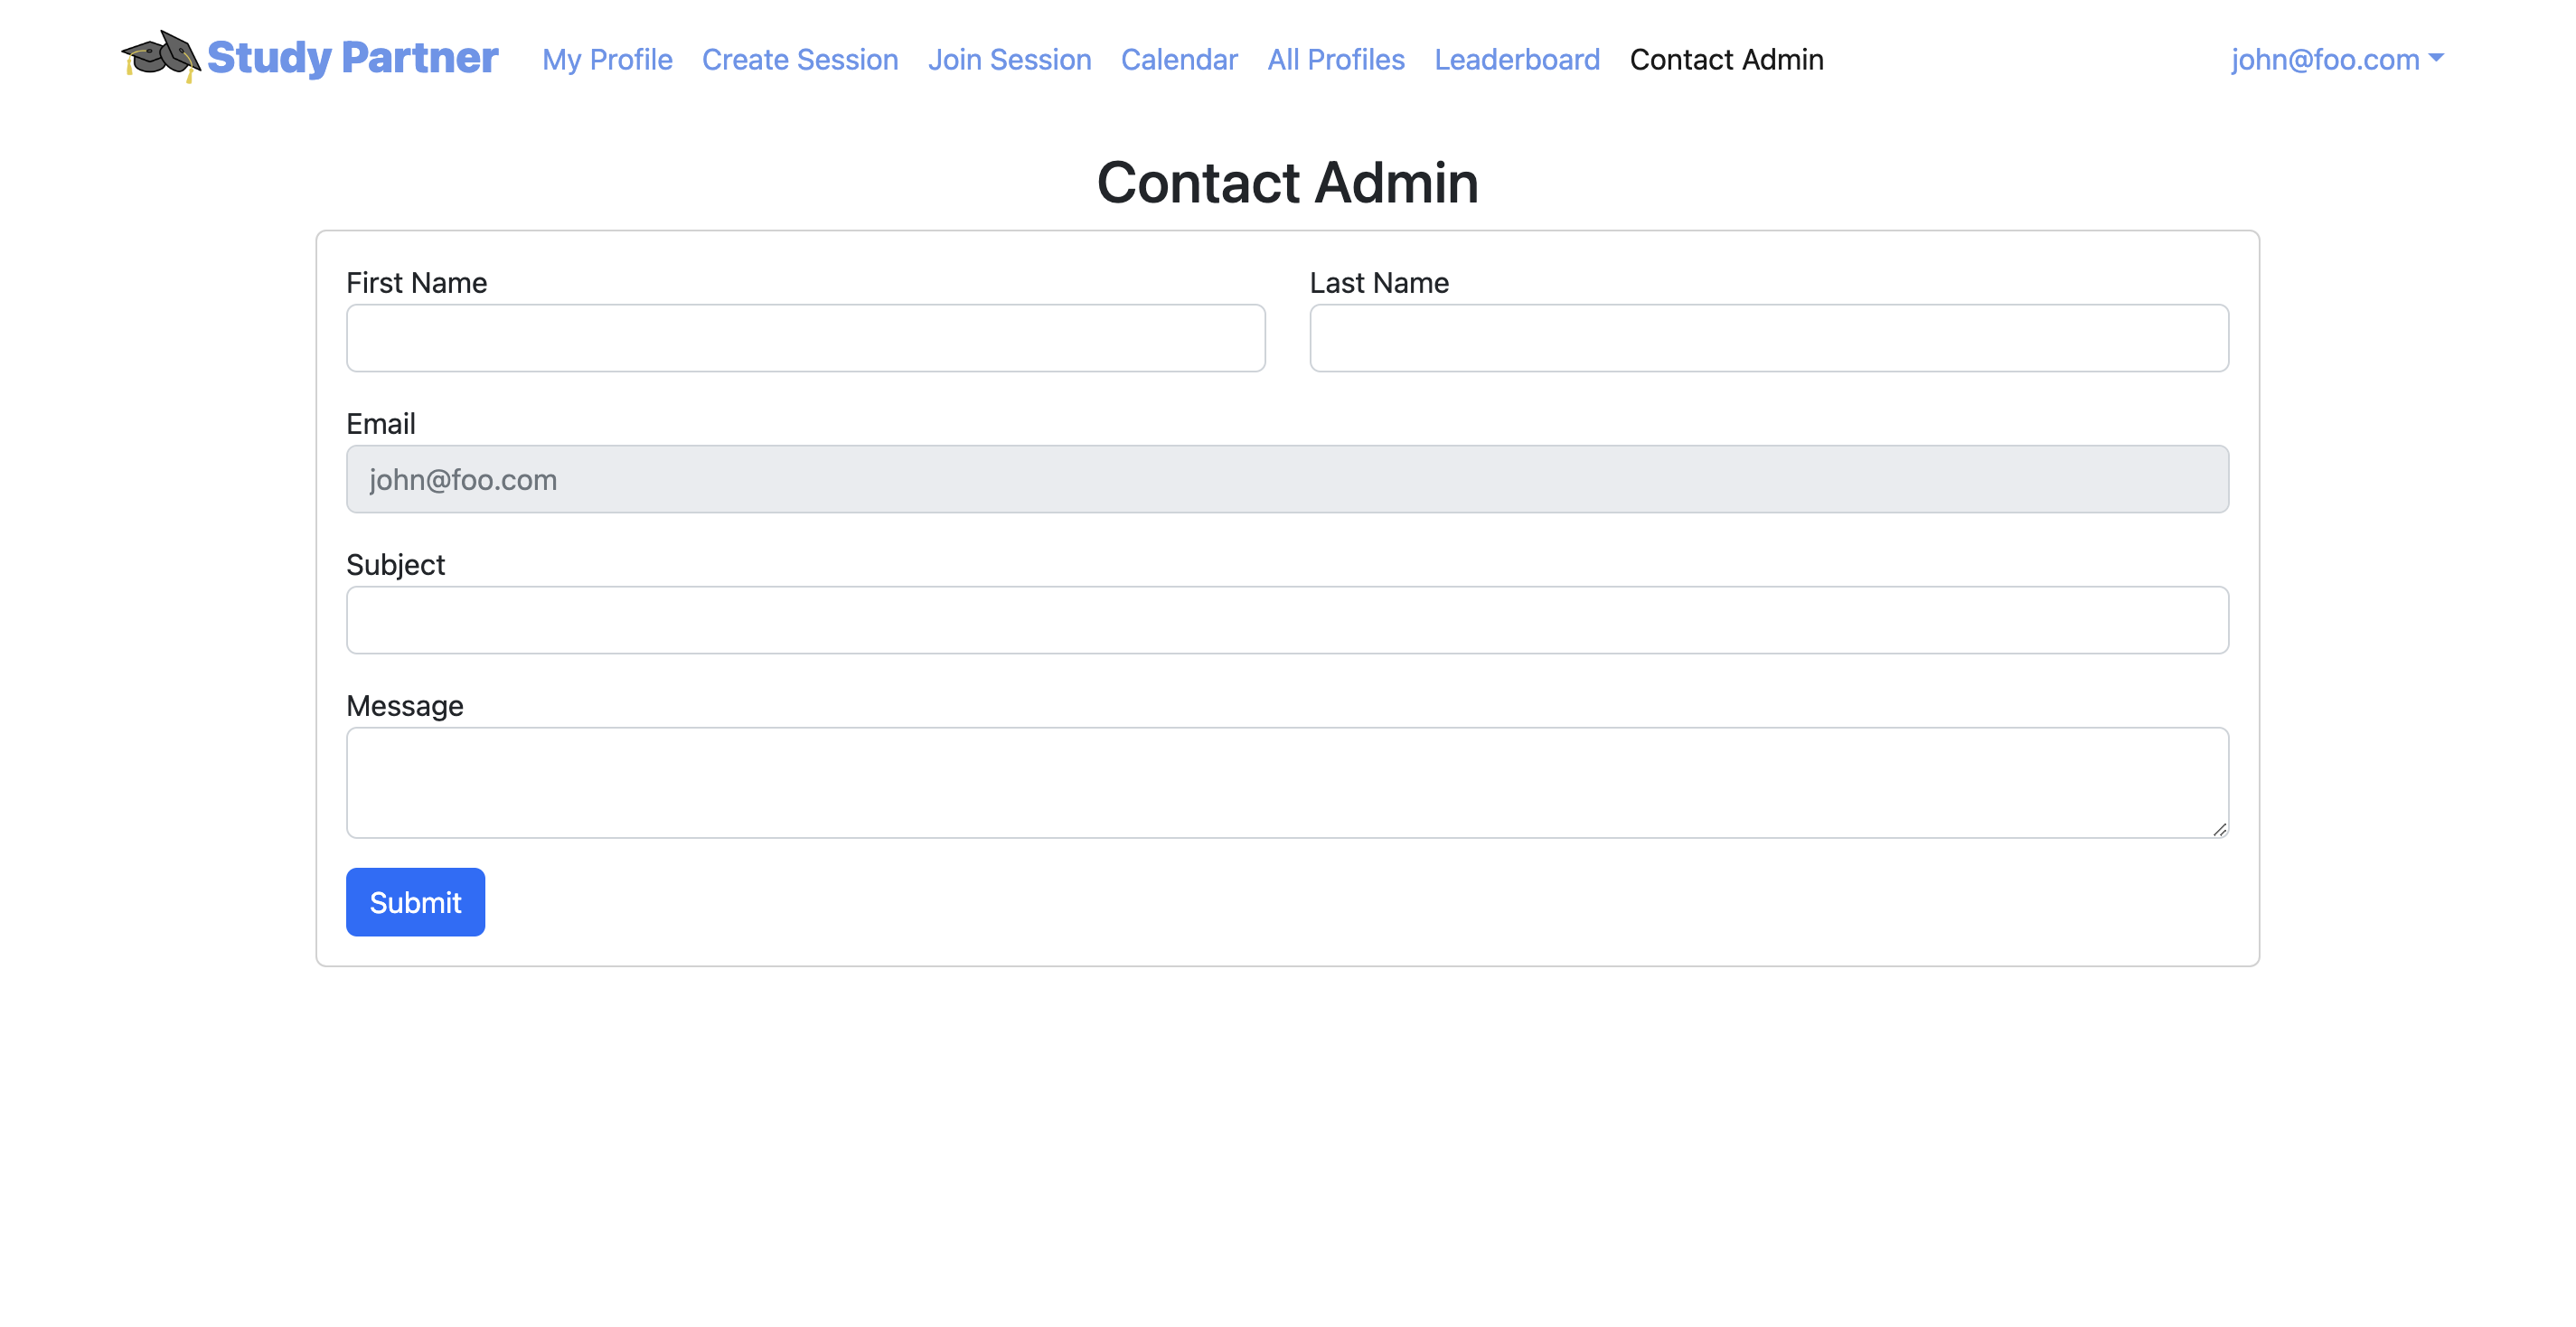 Study Partner My Profile Create Session Join Session Calendar All Profiles Leaderboard Contact Admin john@foo.com
Contact Admin
First Name Last Name
Email
john@foo.com
Subject
Message
Submit